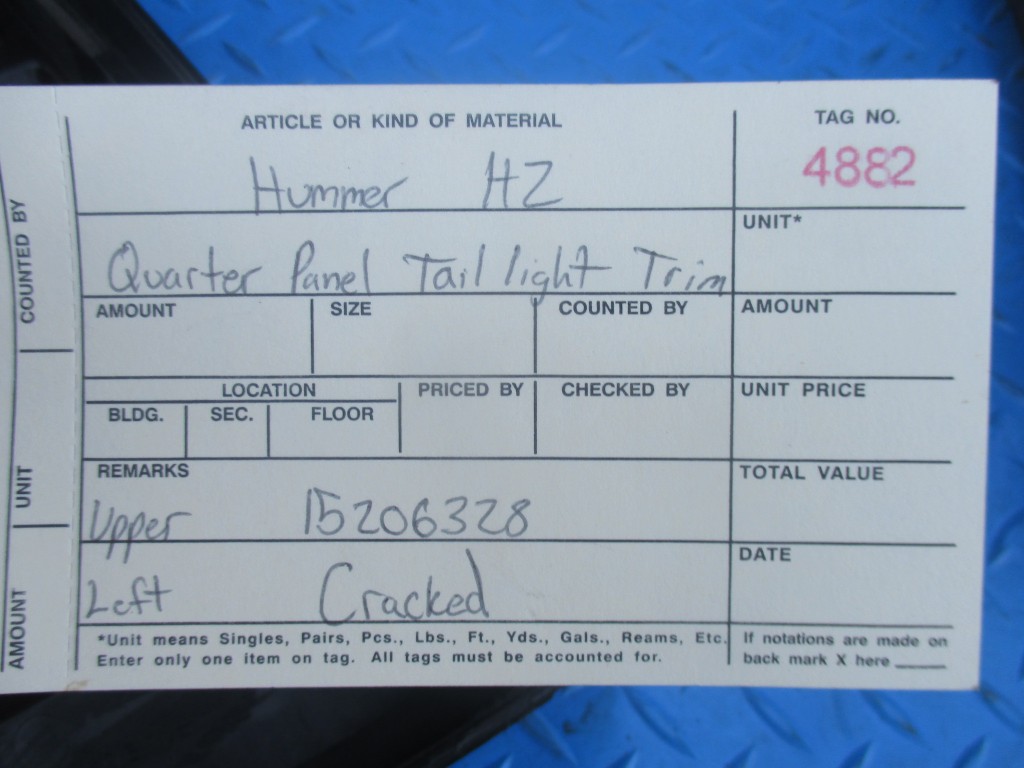 ARTICLE OR KIND OF MATERIAL
TAG NO.
Hummer H2
4882
UNIT*
Quarter Panel Tail light Trim
AMOUNT SIZE COUNTED BY AMOUNT
LOCATION PRICED BY CHECKED BY UNIT PRICE
BLDG. SEC. FLOOR
REMARKS TOTAL VALUE
Upper 15206328
DATE
Left Cracked
*Unit means Singles, Pairs, Pcs., Lbs., Ft., Yds., Gals., Reams, Etc.
Enter only one item on tag. All tags must be accounted for.
If notations are made on
back mark X here
COUNTED BY
UNIT
AMOUNT